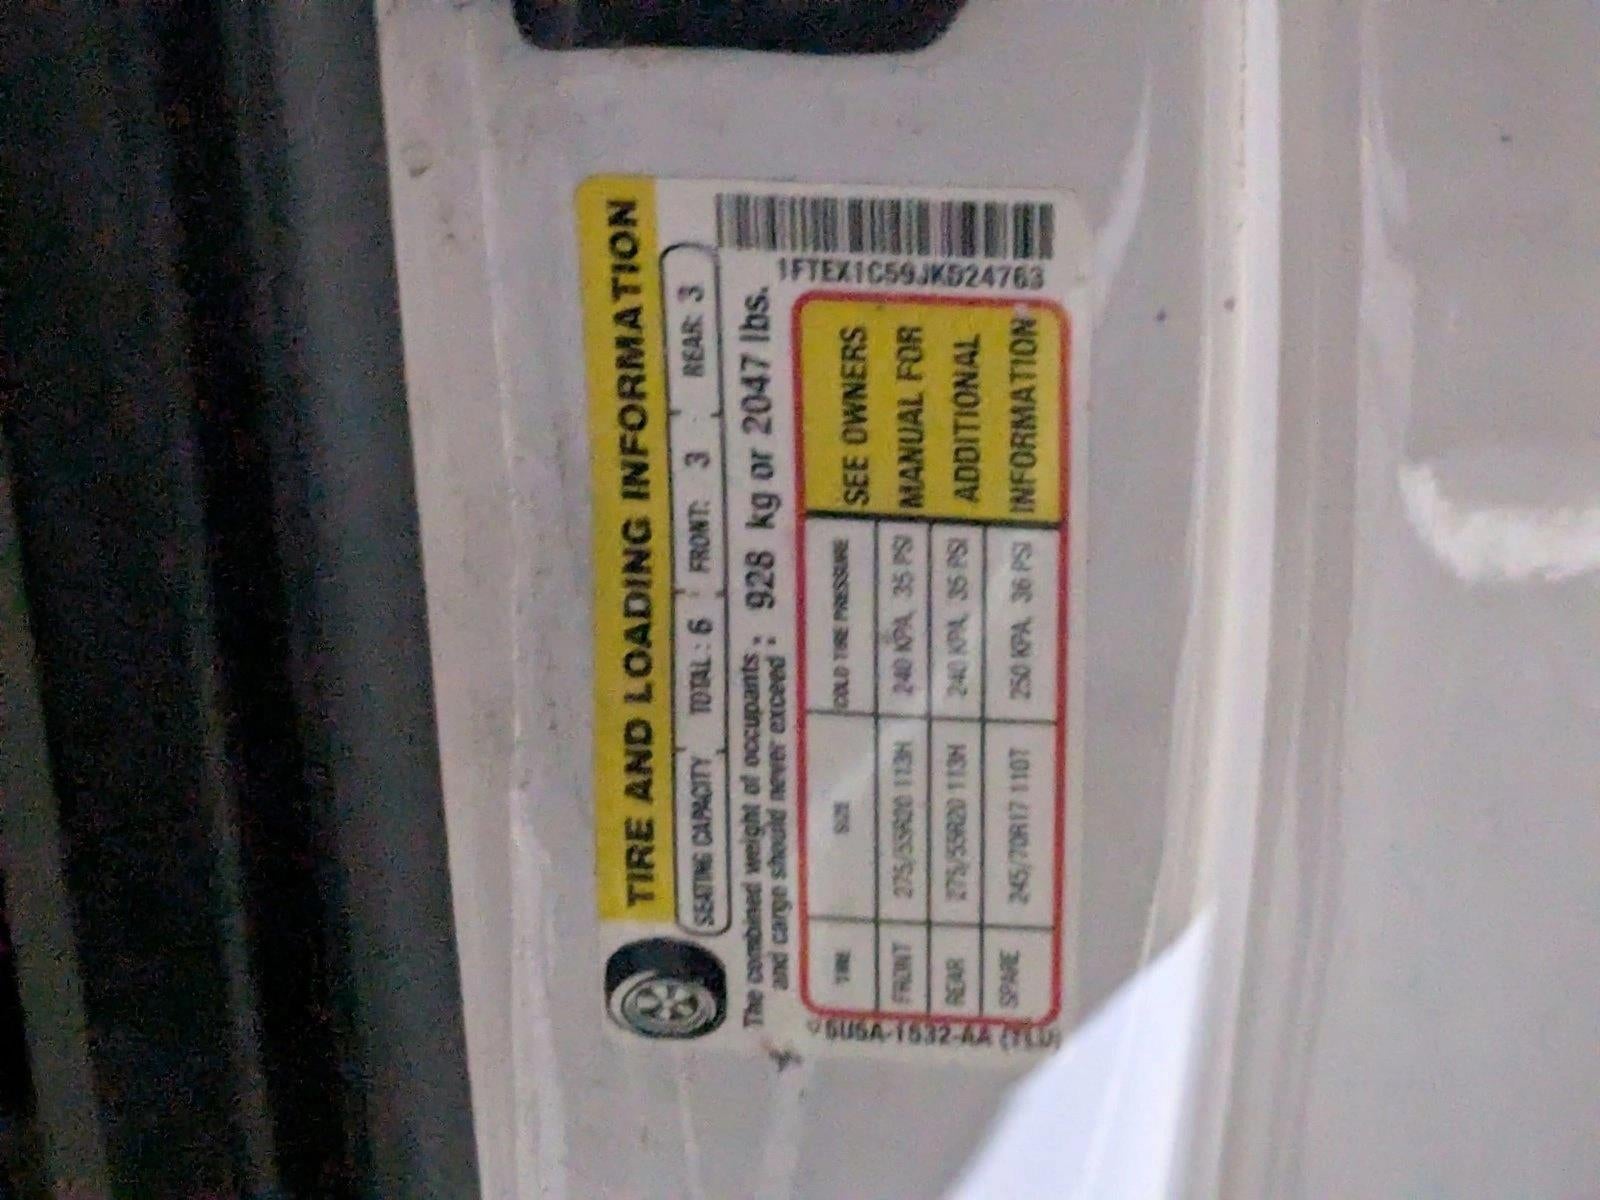 TIRE AND LOADING INFORMATION
SEATING CAPACITY TOTAL: 6 FRONT: 3 REAR: 3
The combined weight of occupants
and cargo should never exceed : 928 kg or 2047 lbs.
TIRE SIZE COLD TIRE PRESSURE
FRONT 275/55R20 113H 240 KPA, 35 PSI
REAR 275/55R20 113H 240 KPA, 35 PSI
SPARE 245/70R17 110T 250 KPA, 36 PSI
SEE OWNERS
MANUAL FOR
ADDITIONAL
INFORMATION
1FTEX1C59JKD24763
5U5A-1532-AA